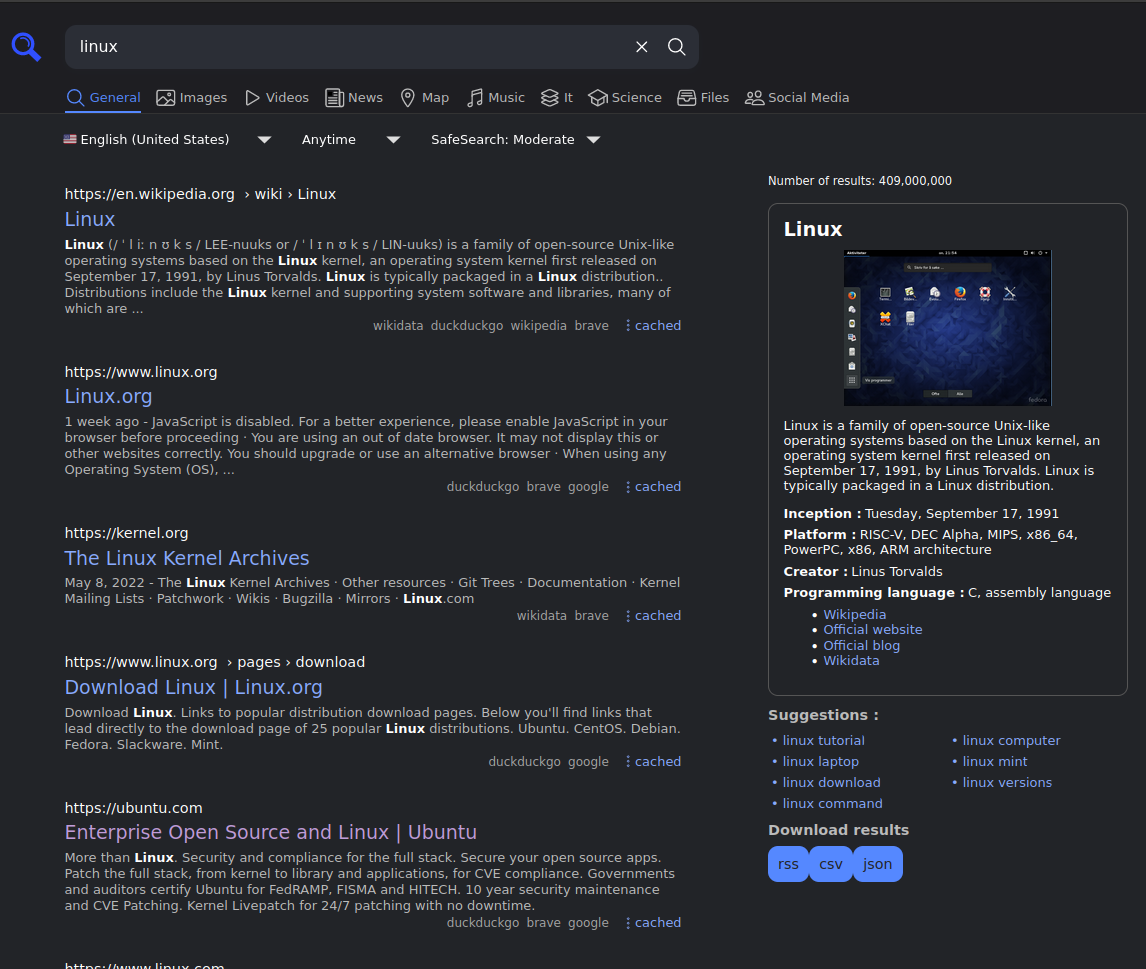 linux
General Images Videos News Map Music It Science Files Social Media
English (United States) Anytime SafeSearch: Moderate
https://en.wikipedia.org › wiki › Linux
Linux
Linux (/ ˈ l iː n ʊ k s / LEE-nuuks or / ˈ l ɪ n ʊ k s / LIN-uuks) is a family of open-source Unix-like
operating systems based on the Linux kernel, an operating system kernel first released on
September 17, 1991, by Linus Torvalds. Linux is typically packaged in a Linux distribution..
Distributions include the Linux kernel and supporting system software and libraries, many of
which are ...
wikidata duckduckgo wikipedia brave cached
https://www.linux.org
Linux.org
1 week ago - JavaScript is disabled. For a better experience, please enable JavaScript in your
browser before proceeding · You are using an out of date browser. It may not display this or
other websites correctly. You should upgrade or use an alternative browser · When using any
Operating System (OS), ...
duckduckgo brave google cached
https://kernel.org
The Linux Kernel Archives
May 8, 2022 - The Linux Kernel Archives · Other resources · Git Trees · Documentation · Kernel
Mailing Lists · Patchwork · Wikis · Bugzilla · Mirrors · Linux.com
wikidata brave cached
https://www.linux.org › pages › download
Download Linux | Linux.org
Download Linux. Links to popular distribution download pages. Below you'll find links that
lead directly to the download page of 25 popular Linux distributions. Ubuntu. CentOS. Debian.
Fedora. Slackware. Mint.
duckduckgo google cached
https://ubuntu.com
Enterprise Open Source and Linux | Ubuntu
More than Linux. Security and compliance for the full stack. Secure your open source apps.
Patch the full stack, from kernel to library and applications, for CVE compliance. Governments
and auditors certify Ubuntu for FedRAMP, FISMA and HITECH. 10 year security maintenance
and CVE Patching. Kernel Livepatch for 24/7 patching with no downtime.
duckduckgo brave google cached
https://www.linux.com
Number of results: 409,000,000
Linux
Aktiviteter
Firefox
fedora
Linux is a family of open-source Unix-like
operating systems based on the Linux kernel, an
operating system kernel first released on
September 17, 1991, by Linus Torvalds. Linux is
typically packaged in a Linux distribution.
Inception : Tuesday, September 17, 1991
Platform : RISC-V, DEC Alpha, MIPS, x86_64,
PowerPC, x86, ARM architecture
Creator : Linus Torvalds
Programming language : C, assembly language
• Wikipedia
• Official website
• Official blog
• Wikidata
Suggestions :
• linux tutorial • linux computer
• linux laptop • linux mint
• linux download • linux versions
• linux command
Download results
rss csv json